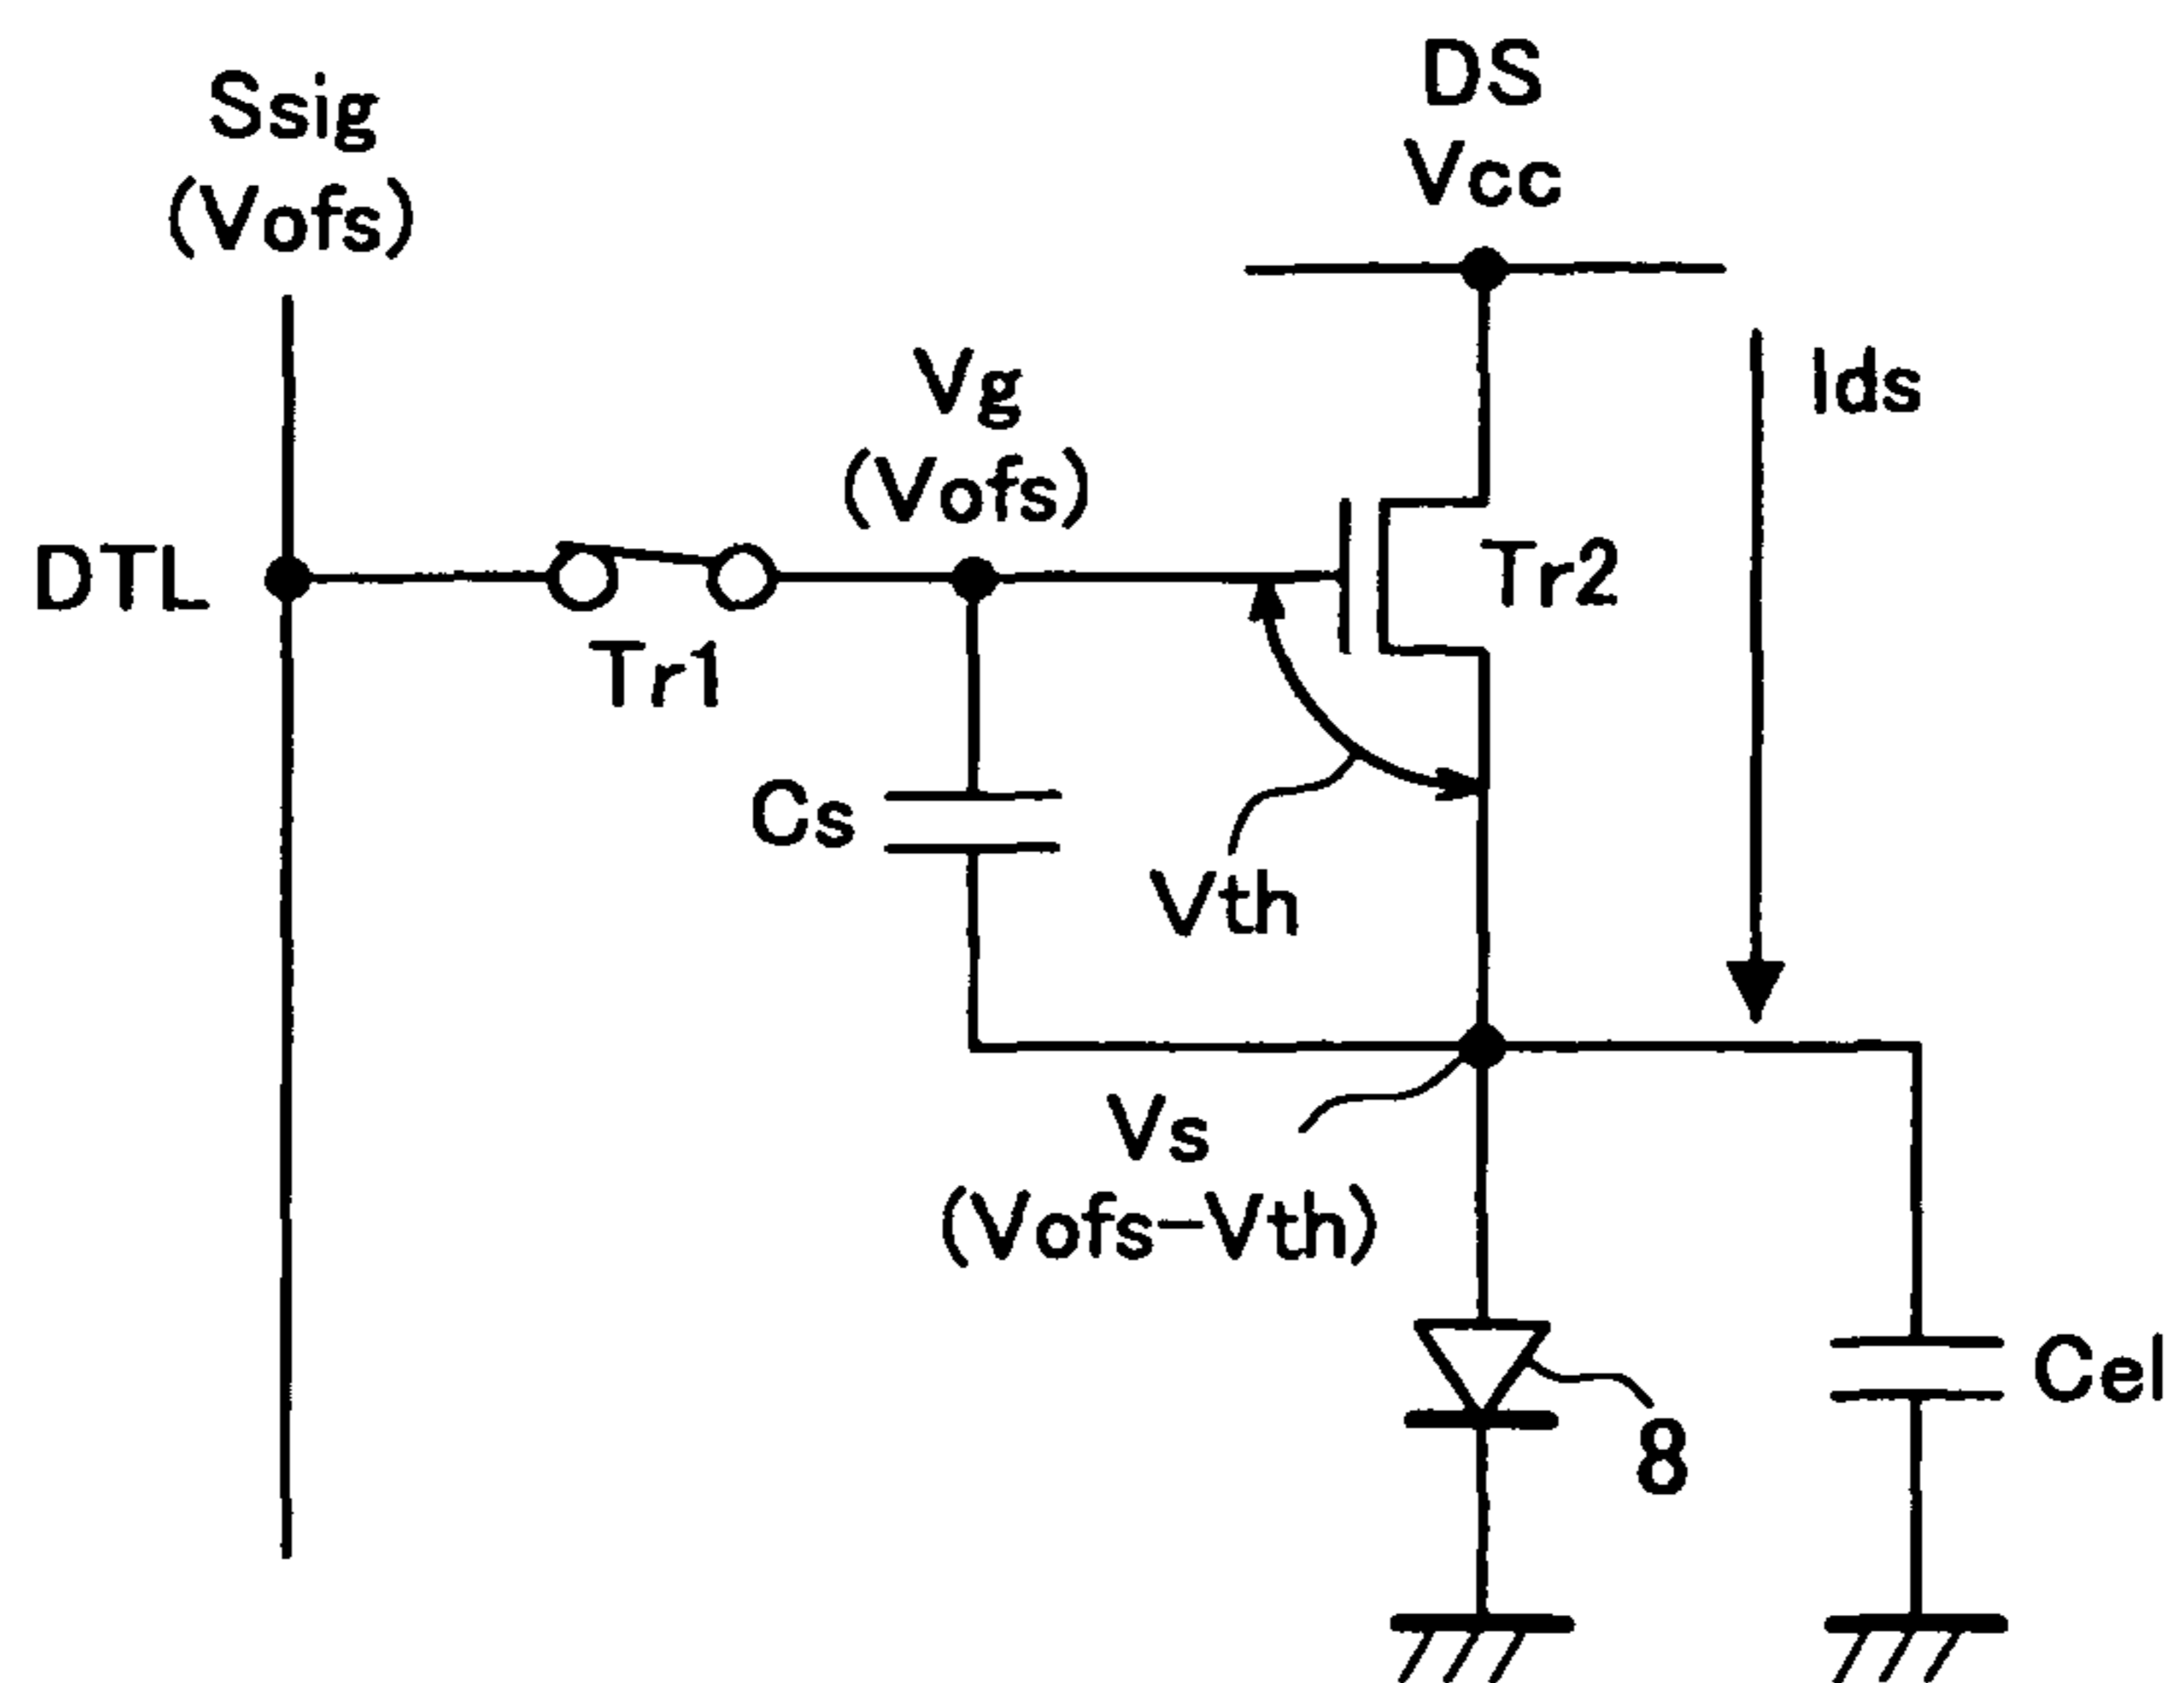 Ssig
(Vofs)
DS
Vcc
Vg
(Vofs)
Ids
DTL
Tr1
Tr2
Cs
Vth
Vs
(Vofs-Vth)
Cel
8